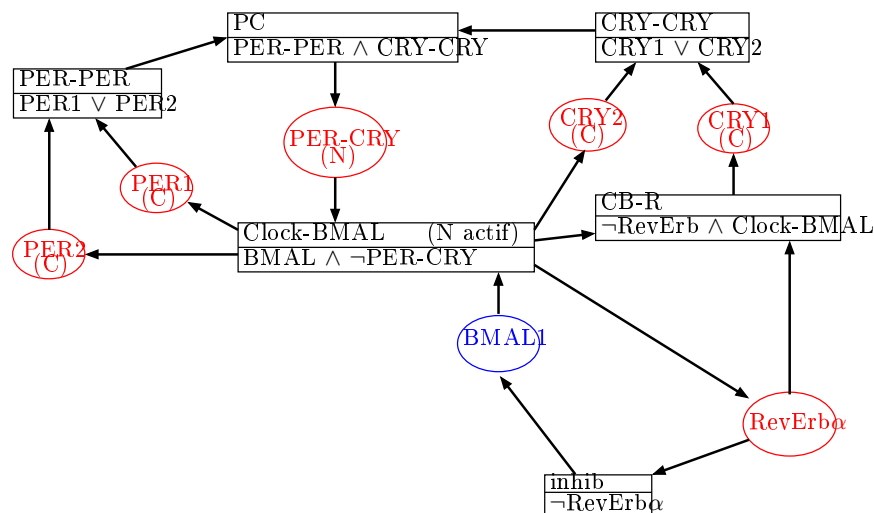 PC
PER-PER ∧ CRY-CRY
CRY-CRY
CRY1 ∨ CRY2
PER-PER
PER1 ∨ PER2
PER-CRY
(N)
CRY2
(C)
CRY1
(C)
PER1
(C)
PER2
(C)
Clock-BMAL (N actif)
BMAL ∧ ¬PER-CRY
CB-R
¬RevErb ∧ Clock-BMAL
BMAL1
RevErbα
inhib
¬RevErbα